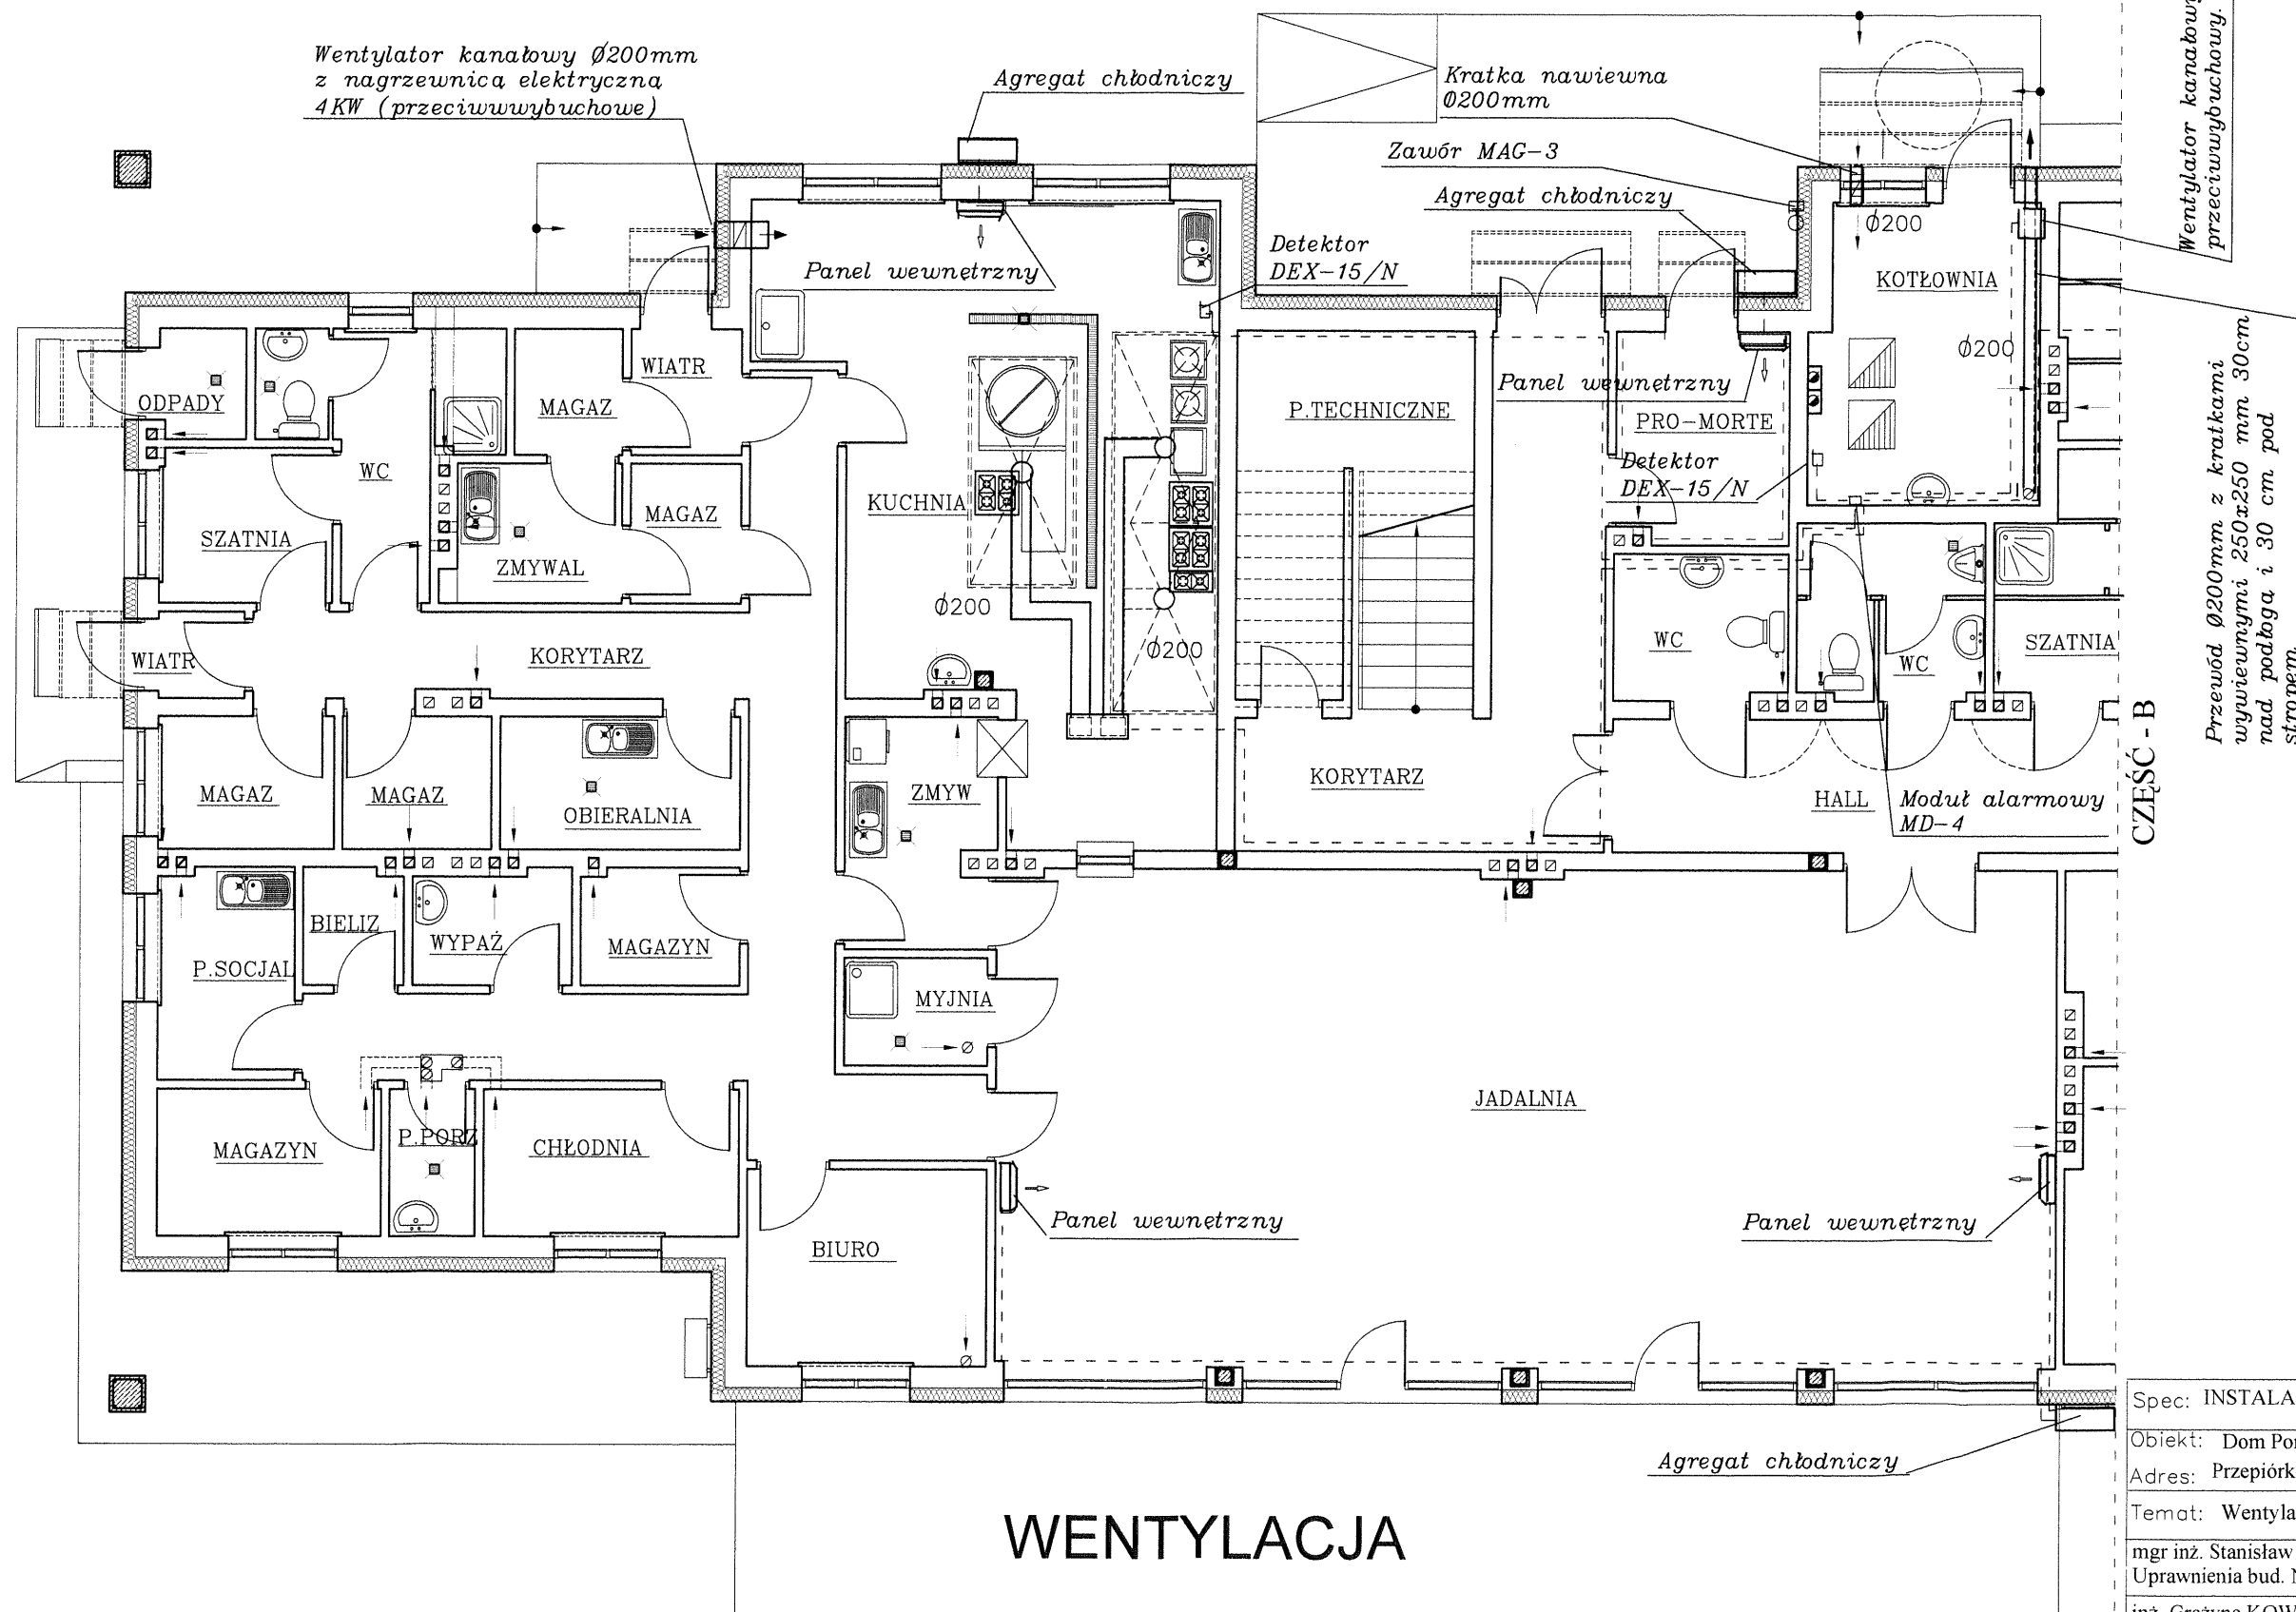 Wentylator kanałowy Ø200mm
z nagrzewnicą elektryczną
4KW (przeciwwwybuchowe)
Agregat chłodniczy
Kratka nawiewna
Ø200mm
Zawór MAG-3
Agregat chłodniczy
Wentylator kanałowy
przeciwwybuchowy.
Detektor
DEX-15/N
Panel wewnętrzny
Ø200
KOTŁOWNIA
Ø200
WIATR
ODPADY
MAGAZ
Panel wewnętrzny
P.TECHNICZNE
PRO-MORTE
Detektor
DEX-15/N
WC
KUCHNIA
MAGAZ
SZATNIA
ZMYWAL
Ø200
Ø200
WIATR
KORYTARZ
WC
WC
SZATNIA
Przewód Ø200mm z kratkami
wywiewnymi 250x250 mm 30cm
nad podłogą i 30 cm pod
stropem
CZĘŚĆ - B
MAGAZ
MAGAZ
OBIERALNIA
ZMYW
KORYTARZ
HALL
Moduł alarmowy
MD-4
BIELIZ
WYPAŻ
MAGAZYN
P.SOCJAL
MYJNIA
JADALNIA
MAGAZYN
P.PORZ
CHŁODNIA
BIURO
Panel wewnętrzny
Panel wewnętrzny
Agregat chłodniczy
WENTYLACJA
Spec: INSTALA
Obiekt: Dom Po
Adres: Przepiórk
Temat: Wentyla
mgr inż. Stanisław
Uprawnienia bud.
inż. Grażyna KOW